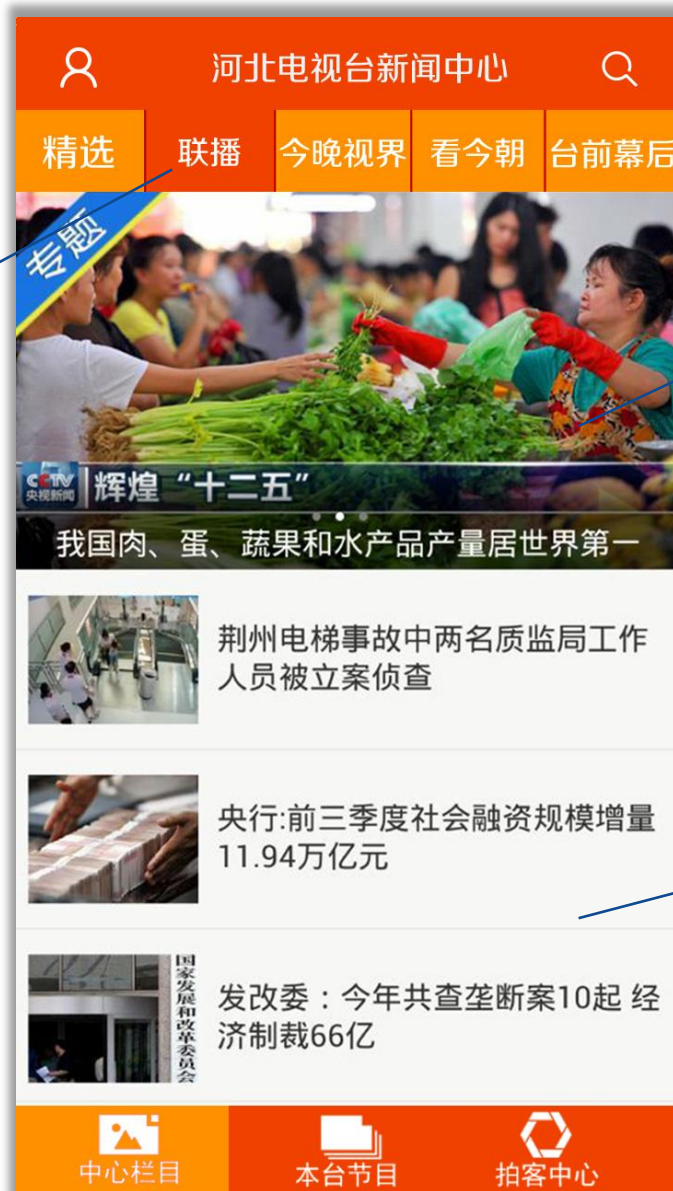 河北电视台新闻中心
精选
联播
今晚视界
看今朝
台前幕后
专题
CCTV
央视新闻
辉煌“十二五”
我国肉、蛋、蔬果和水产品产量居世界第一
荆州电梯事故中两名质监局工作
人员被立案侦查
央行:前三季度社会融资规模增量
11.94万亿元
国家发展和改革委员会
发改委：今年共查垄断案10起 经
济制裁66亿
中心栏目
本台节目
拍客中心